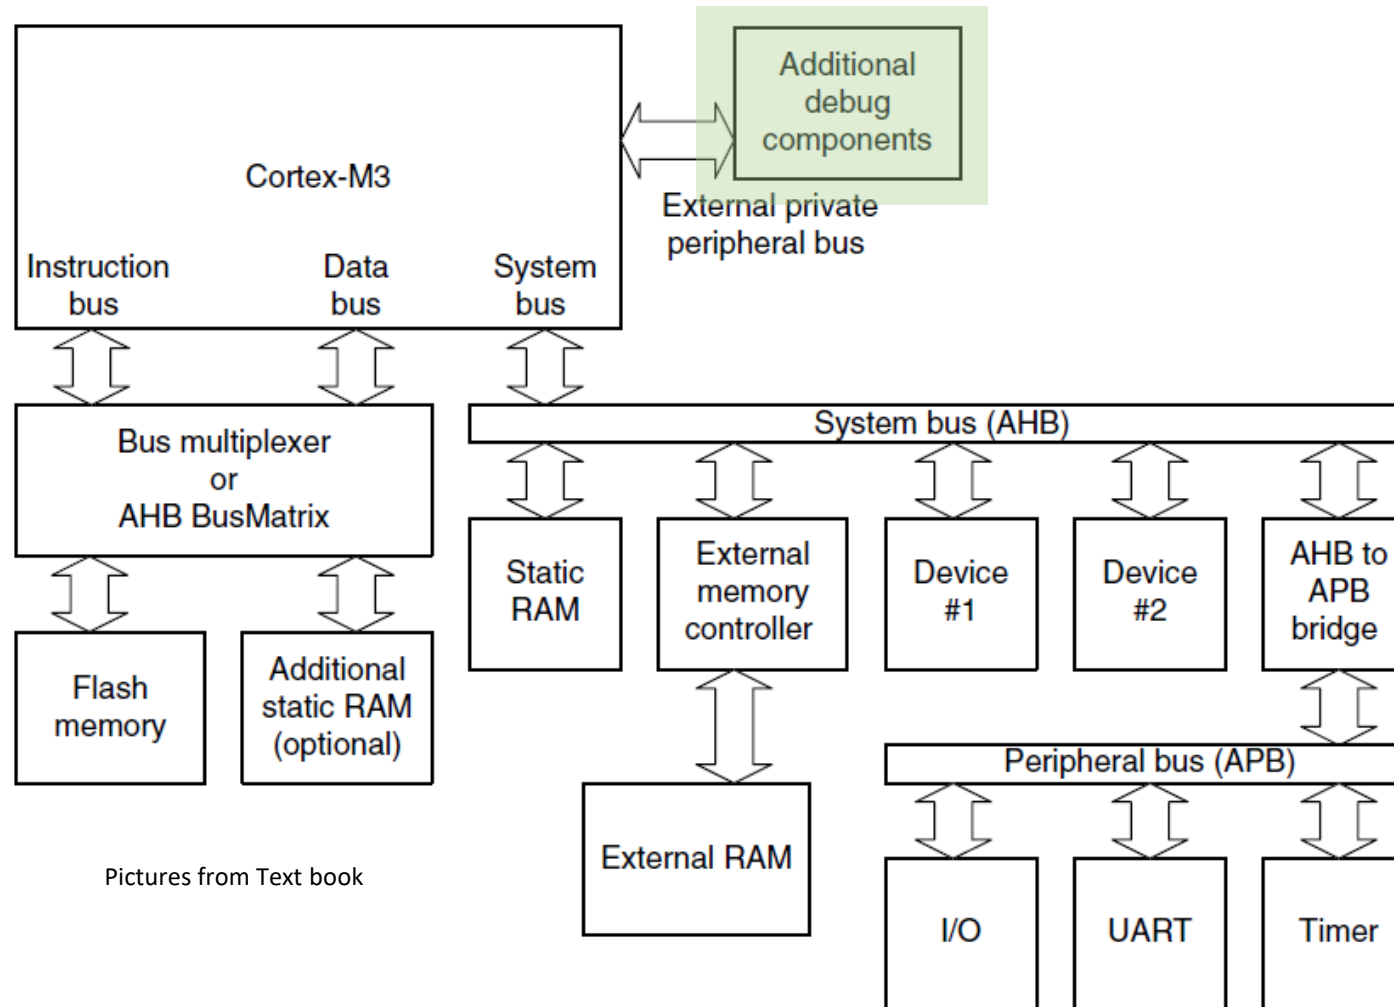 Additional
debug
components
Cortex-M3
External private
peripheral bus
Instruction
bus
Data
bus
System
bus
Bus multiplexer
or
AHB BusMatrix
System bus (AHB)
Static
RAM
External
memory
controller
Device
#1
Device
#2
AHB to
APB
bridge
Flash
memory
Additional
static RAM
(optional)
Peripheral bus (APB)
External RAM
Pictures from Text book
I/O
UART
Timer